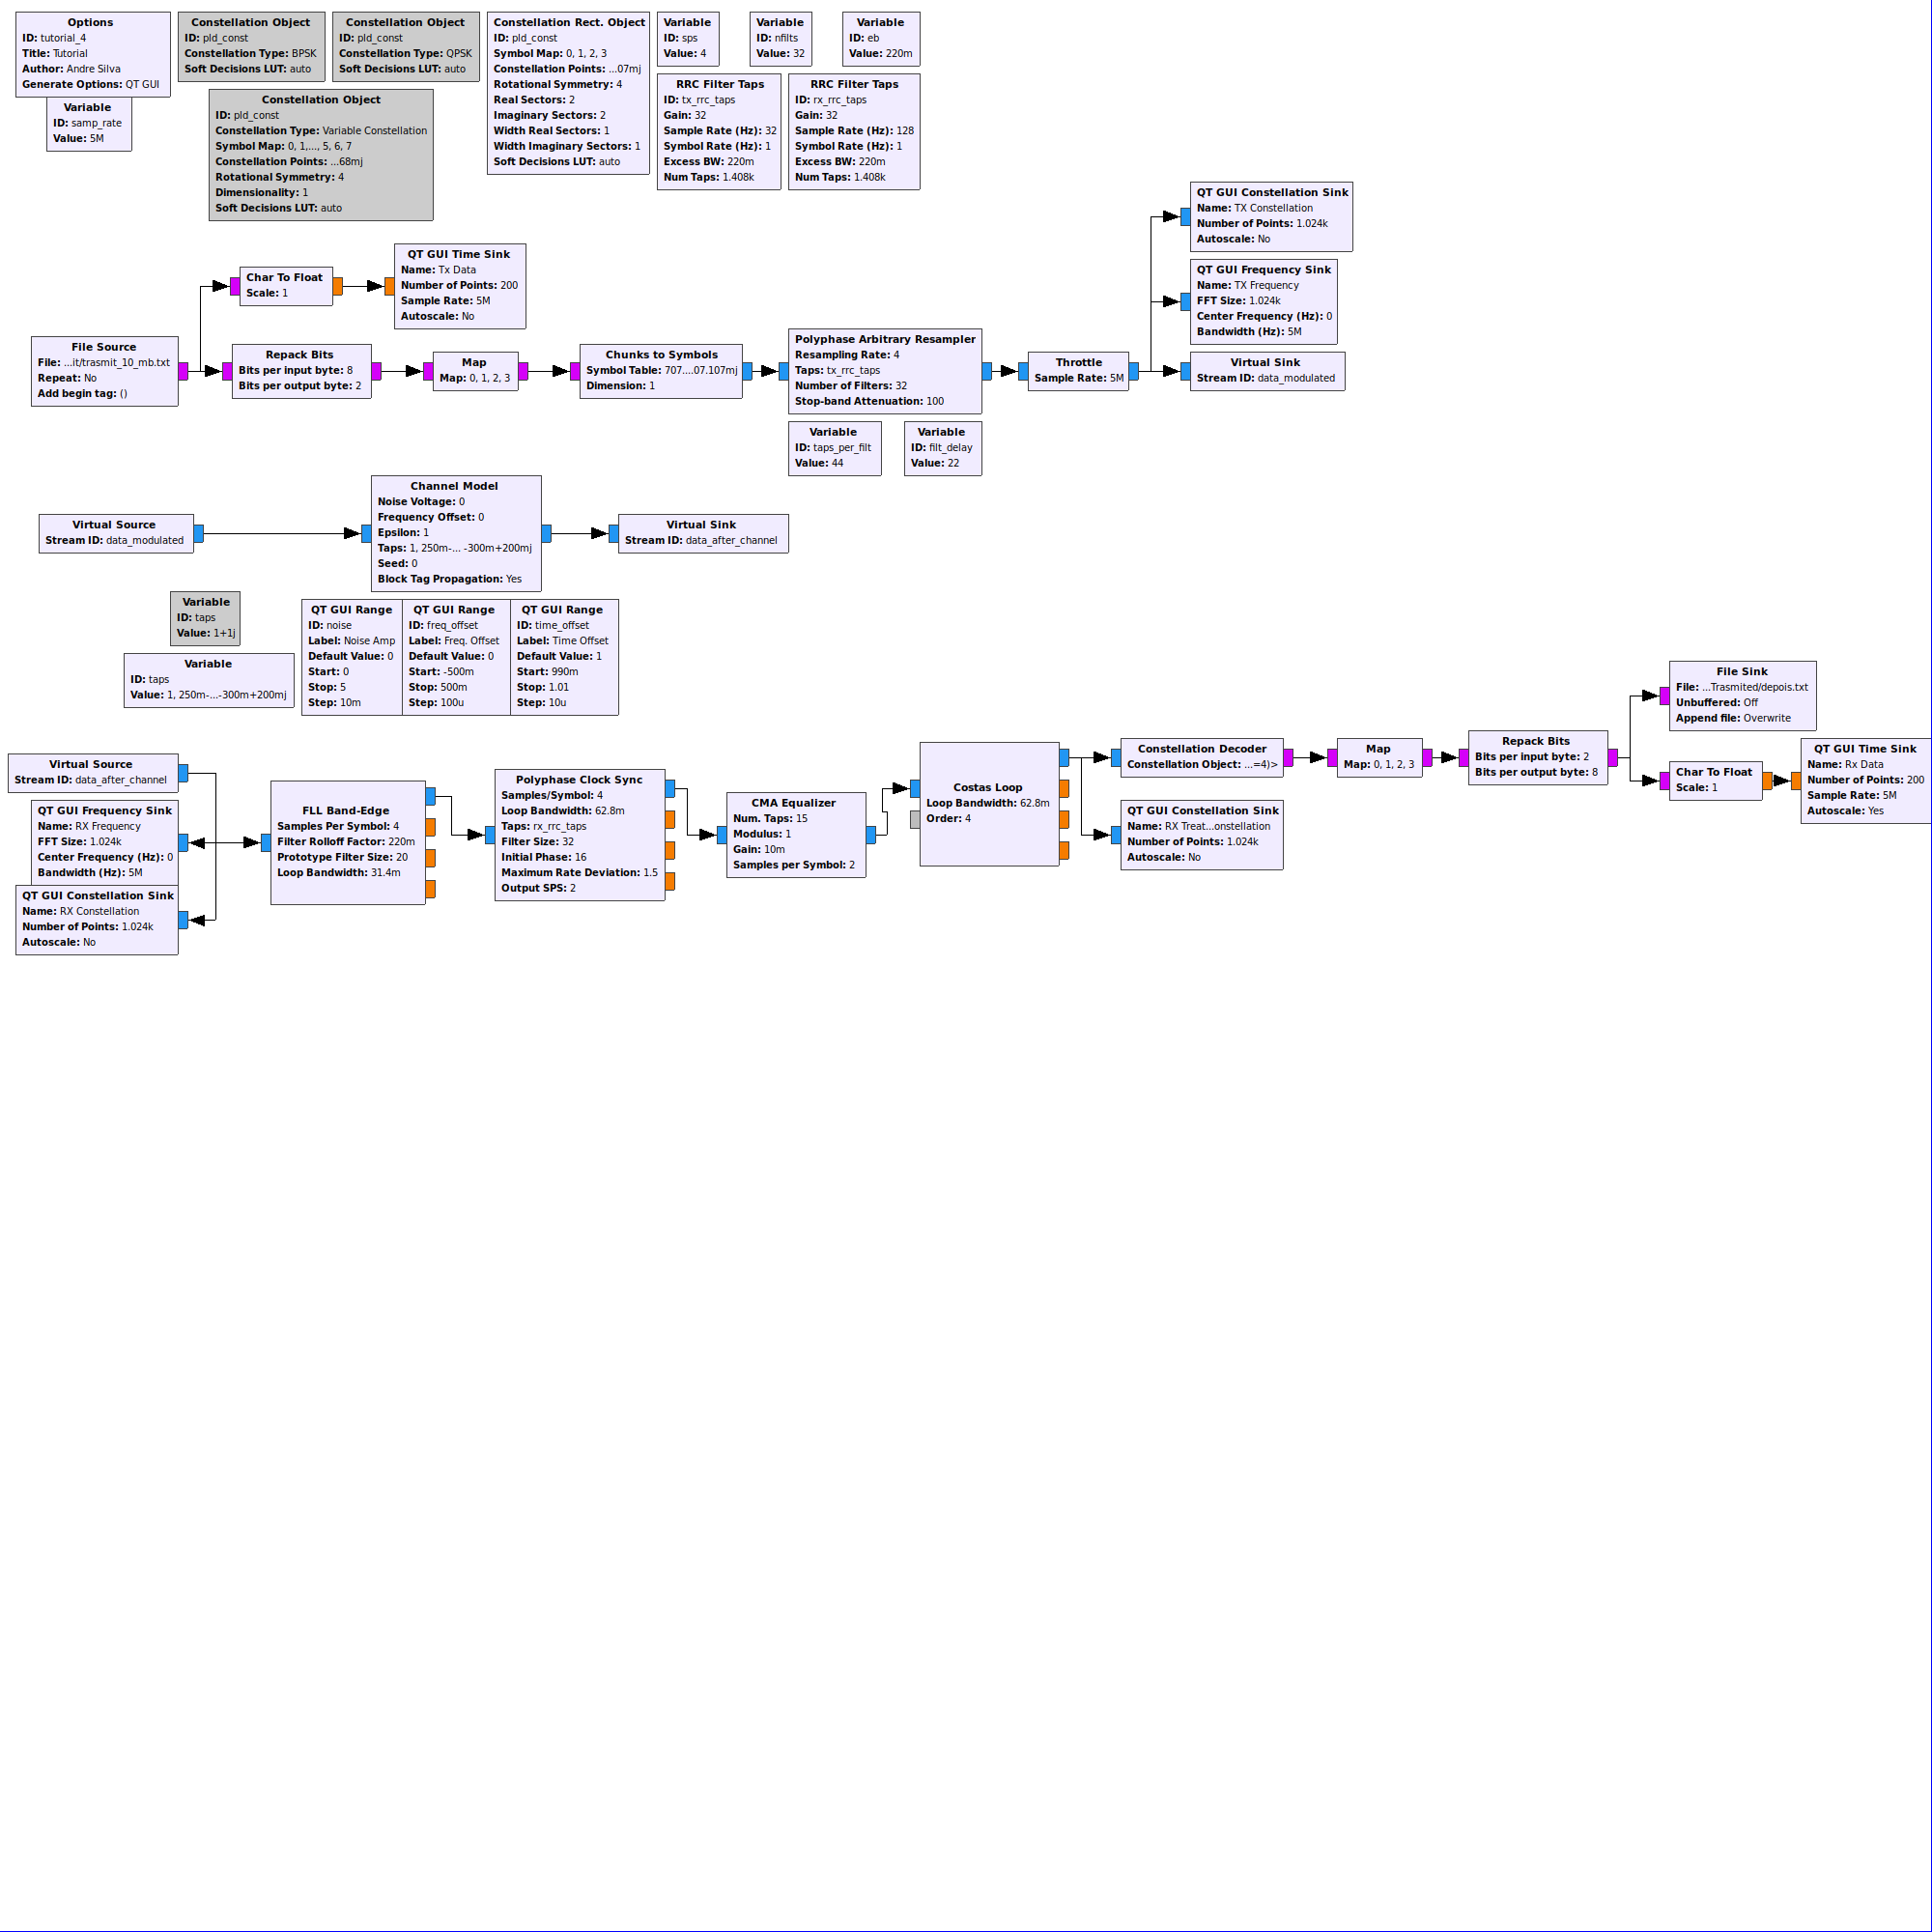 Options
ID: tutorial_4
Title: Tutorial
Author: Andre Silva
Generate Options: QT GUI
Variable
ID: samp_rate
Value: 5M
Constellation Object
ID: pld_const
Constellation Type: BPSK
Soft Decisions LUT: auto
Constellation Object
ID: pld_const
Constellation Type: QPSK
Soft Decisions LUT: auto
Constellation Object
ID: pld_const
Constellation Type: Variable Constellation
Symbol Map: 0, 1,..., 5, 6, 7
Constellation Points: ...68mj
Rotational Symmetry: 4
Dimensionality: 1
Soft Decisions LUT: auto
Constellation Rect. Object
ID: pld_const
Symbol Map: 0, 1, 2, 3
Constellation Points: ...07mj
Rotational Symmetry: 4
Real Sectors: 2
Imaginary Sectors: 2
Width Real Sectors: 1
Width Imaginary Sectors: 1
Soft Decisions LUT: auto
Variable
ID: sps
Value: 4
Variable
ID: nfilts
Value: 32
Variable
ID: eb
Value: 220m
RRC Filter Taps
ID: tx_rrc_taps
Gain: 32
Sample Rate (Hz): 32
Symbol Rate (Hz): 1
Excess BW: 220m
Num Taps: 1.408k
RRC Filter Taps
ID: rx_rrc_taps
Gain: 32
Sample Rate (Hz): 128
Symbol Rate (Hz): 1
Excess BW: 220m
Num Taps: 1.408k
QT GUI Constellation Sink
Name: TX Constellation
Number of Points: 1.024k
Autoscale: No
QT GUI Frequency Sink
Name: TX Frequency
FFT Size: 1.024k
Center Frequency (Hz): 0
Bandwidth (Hz): 5M
Virtual Sink
Stream ID: data_modulated
Char To Float
Scale: 1
QT GUI Time Sink
Name: Tx Data
Number of Points: 200
Sample Rate: 5M
Autoscale: No
File Source
File: ...it/trasmit_10_mb.txt
Repeat: No
Add begin tag: ()
Repack Bits
Bits per input byte: 8
Bits per output byte: 2
Map
Map: 0, 1, 2, 3
Chunks to Symbols
Symbol Table: 707....07.107mj
Dimension: 1
Polyphase Arbitrary Resampler
Resampling Rate: 4
Taps: tx_rrc_taps
Number of Filters: 32
Stop-band Attenuation: 100
Throttle
Sample Rate: 5M
Variable
ID: taps_per_filt
Value: 44
Variable
ID: filt_delay
Value: 22
Virtual Source
Stream ID: data_modulated
Channel Model
Noise Voltage: 0
Frequency Offset: 0
Epsilon: 1
Taps: 1, 250m-... -300m+200mj
Seed: 0
Block Tag Propagation: Yes
Virtual Sink
Stream ID: data_after_channel
Variable
ID: taps
Value: 1+1j
Variable
ID: taps
Value: 1, 250m-...-300m+200mj
QT GUI Range
ID: noise
Label: Noise Amp
Default Value: 0
Start: 0
Stop: 5
Step: 10m
QT GUI Range
ID: freq_offset
Label: Freq. Offset
Default Value: 0
Start: -500m
Stop: 500m
Step: 100u
QT GUI Range
ID: time_offset
Label: Time Offset
Default Value: 1
Start: 990m
Stop: 1.01
Step: 10u
Virtual Source
Stream ID: data_after_channel
QT GUI Frequency Sink
Name: RX Frequency
FFT Size: 1.024k
Center Frequency (Hz): 0
Bandwidth (Hz): 5M
QT GUI Constellation Sink
Name: RX Constellation
Number of Points: 1.024k
Autoscale: No
FLL Band-Edge
Samples Per Symbol: 4
Filter Rolloff Factor: 220m
Prototype Filter Size: 20
Loop Bandwidth: 31.4m
Polyphase Clock Sync
Samples/Symbol: 4
Loop Bandwidth: 62.8m
Taps: rx_rrc_taps
Filter Size: 32
Initial Phase: 16
Maximum Rate Deviation: 1.5
Output SPS: 2
CMA Equalizer
Num. Taps: 15
Modulus: 1
Gain: 10m
Samples per Symbol: 2
Costas Loop
Loop Bandwidth: 62.8m
Order: 4
Constellation Decoder
Constellation Object: ...=4)>
QT GUI Constellation Sink
Name: RX Treat...onstellation
Number of Points: 1.024k
Autoscale: No
Map
Map: 0, 1, 2, 3
Repack Bits
Bits per input byte: 2
Bits per output byte: 8
File Sink
File: ...Trasmited/depois.txt
Unbuffered: Off
Append file: Overwrite
Char To Float
Scale: 1
QT GUI Time Sink
Name: Rx Data
Number of Points: 200
Sample Rate: 5M
Autoscale: Yes